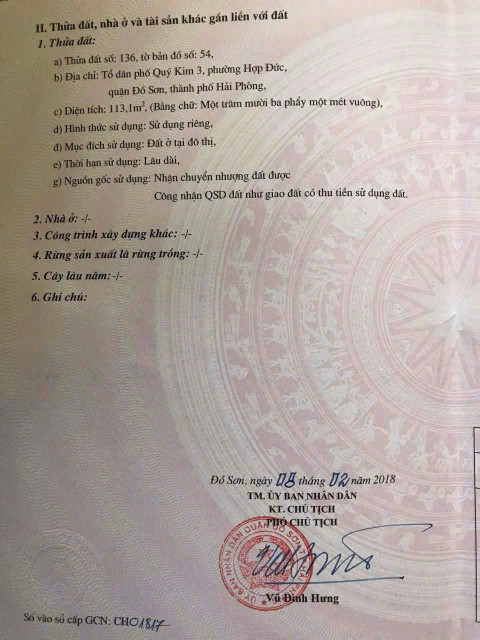 II. Thửa đất, nhà ở và tài sản khác gắn liền với đất
1. Thửa đất:
a) Thửa đất số: 136, tờ bản đồ số: 54,
b) Địa chỉ: Tổ dân phố Quý Kim 3, phường Hợp Đức,
quận Đồ Sơn, thành phố Hải Phòng,
c) Diện tích: 113,1m², (Bằng chữ: Một trăm mười ba phẩy một mét vuông),
d) Hình thức sử dụng: Sử dụng riêng,
đ) Mục đích sử dụng: Đất ở tại đô thị,
e) Thời hạn sử dụng: Lâu dài,
g) Nguồn gốc sử dụng: Nhận chuyển nhượng đất được
Công nhận QSD đất như giao đất có thu tiền sử dụng đất.
2. Nhà ở: -/-
3. Công trình xây dựng khác: -/-
4. Rừng sản xuất là rừng trồng: -/-
5. Cây lâu năm:-/-
6. Ghi chú:
Đồ Sơn, ngày 08 tháng 02 năm 2018
TM. ỦY BAN NHÂN DÂN
KT. CHỦ TỊCH
PHÓ CHỦ TỊCH
ỦY BAN NHÂN DÂN QUẬN ĐỒ SƠN
Vũ Đình Hưng
Số vào sổ cấp GCN: CH01817